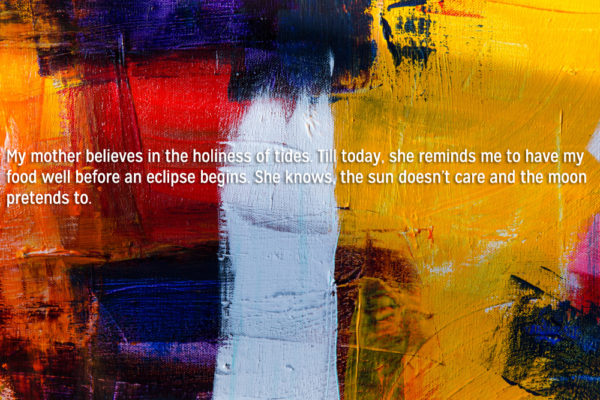 My mother believes in the holiness of tides. Till today, she reminds me to have my
food well before an eclipse begins. She knows, the sun doesn't care and the moon
pretends to.